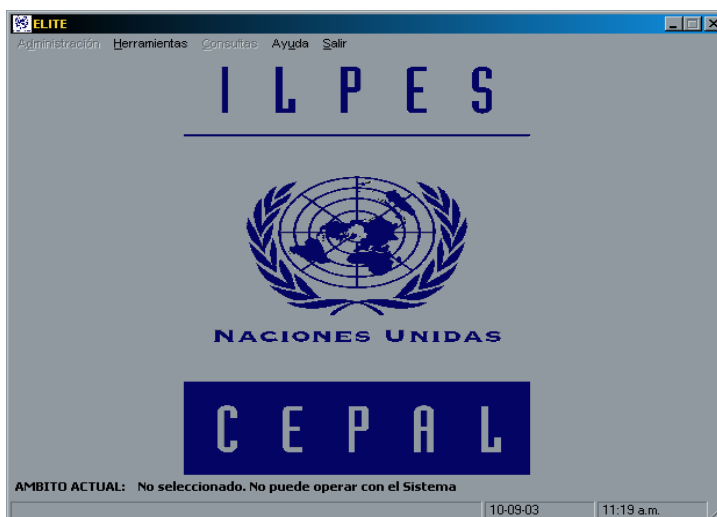 ELITE
Administración Herramientas Consultas Ayuda Salir
ILPES
NACIONES UNIDAS
CEPAL
AMBITO ACTUAL: No seleccionado. No puede operar con el Sistema
10-09-03 11:19 a.m.